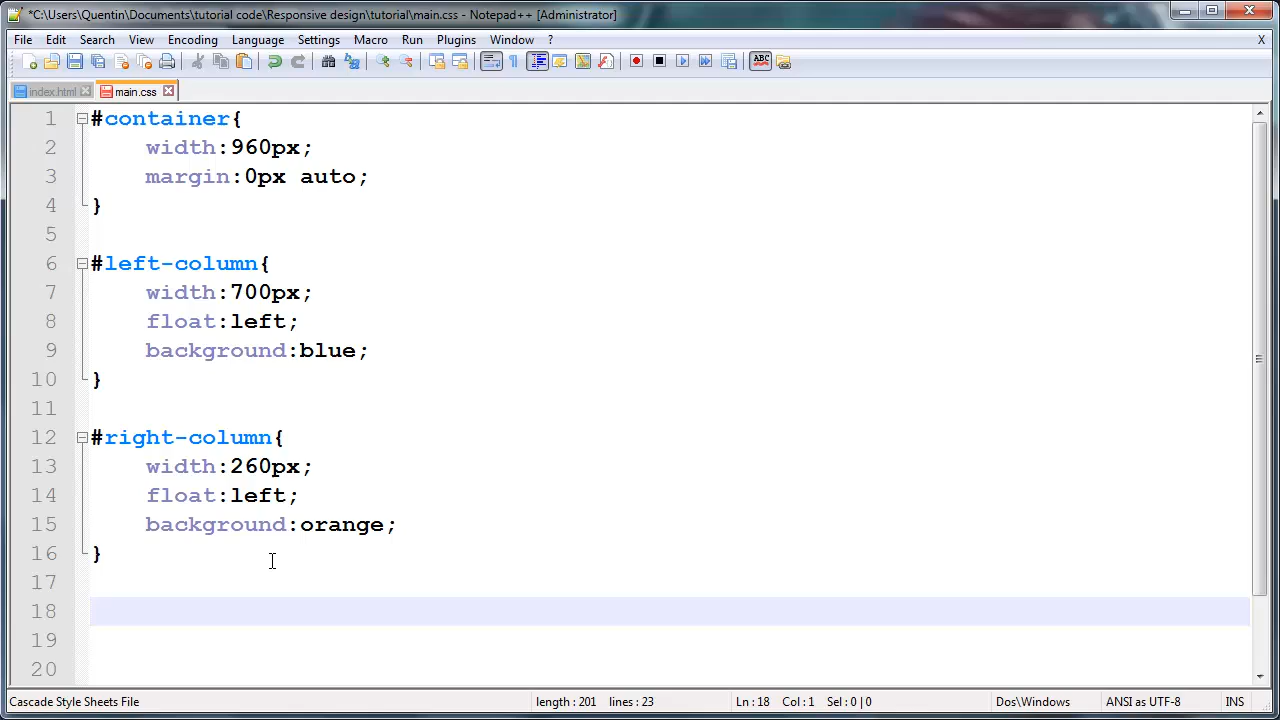 *C:\Users\Quentin\Documents\tutorial code\Responsive design\tutorial\main.css - Notepad++ [Administrator]
File Edit Search View Encoding Language Settings Macro Run Plugins Window ? X
ABC
index.html main.css
1 #container{
2 width:960px;
3 margin:0px auto;
4 }
5
6 #left-column{
7 width:700px;
8 float:left;
9 background:blue;
10 }
11
12 #right-column{
13 width:260px;
14 float:left;
15 background:orange;
16 }
17
18
19
20
Cascade Style Sheets File length : 201 lines : 23 Ln : 18 Col : 1 Sel : 0 | 0 Dos\Windows ANSI as UTF-8 INS